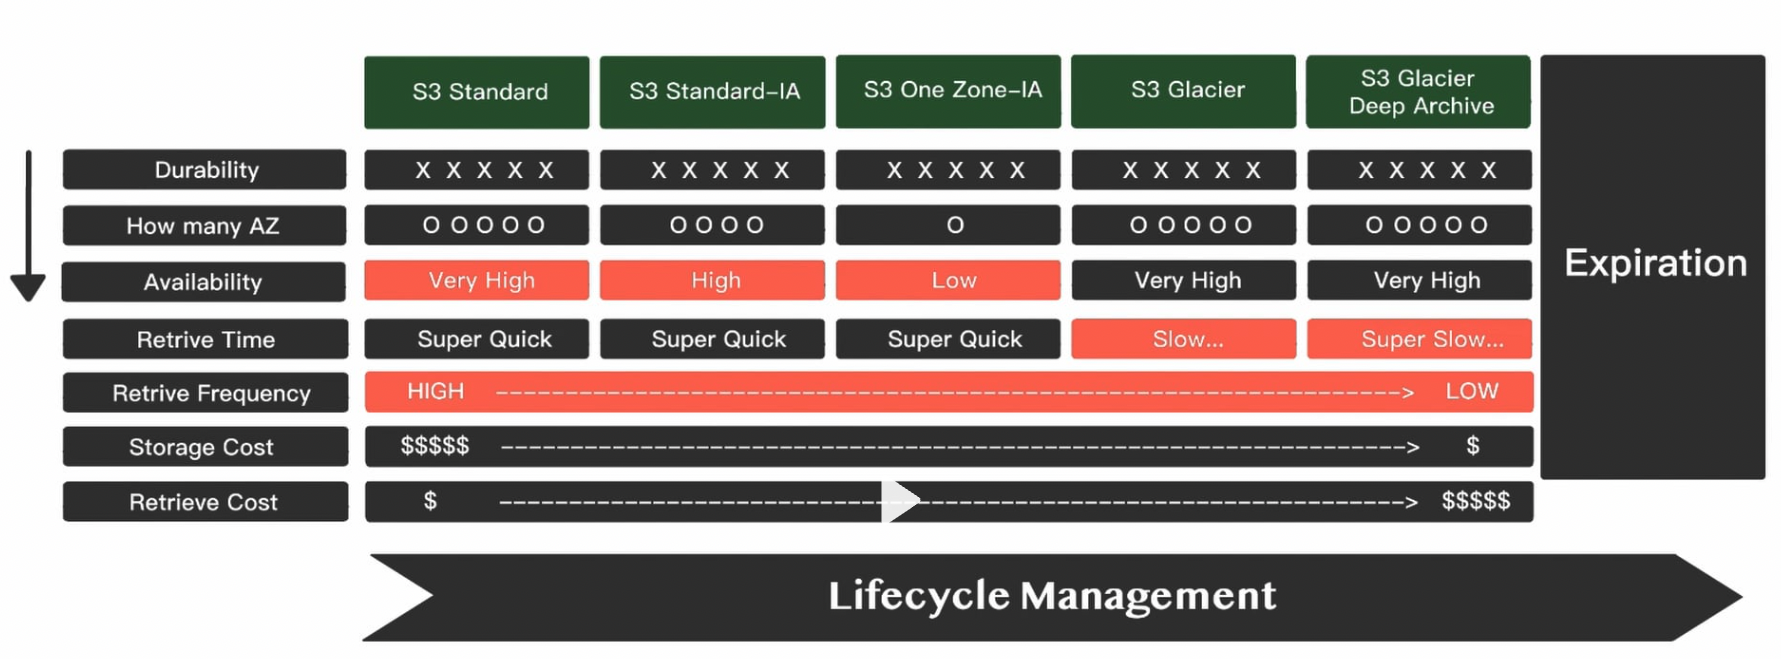 S3 Standard
S3 Standard-IA
S3 One Zone-IA
S3 Glacier
S3 Glacier
Deep Archive
Expiration
Durability
X X X X X
X X X X X
X X X X X
X X X X X
X X X X X
How many AZ
O O O O O
O O O O
O
O O O O O
O O O O O
Availability
Very High
High
Low
Very High
Very High
Retrive Time
Super Quick
Super Quick
Super Quick
Slow...
Super Slow...
Retrive Frequency
HIGH ----------------------------------------------------------------> LOW
Storage Cost
$$$$$ ----------------------------------------------------------------> $
Retrieve Cost
$ ----------------------------------------------------------------> $$$$$
Lifecycle Management